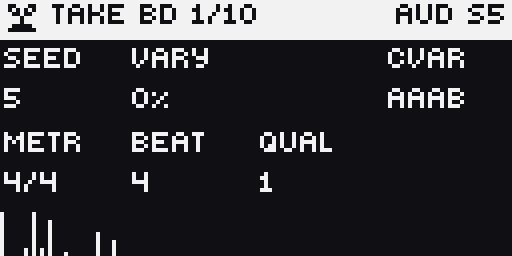 TAKE BD 1/10 AUD S5
SEED VARY CVAR
5 0% AAAB
METR BEAT QUAL
4/4 4 1